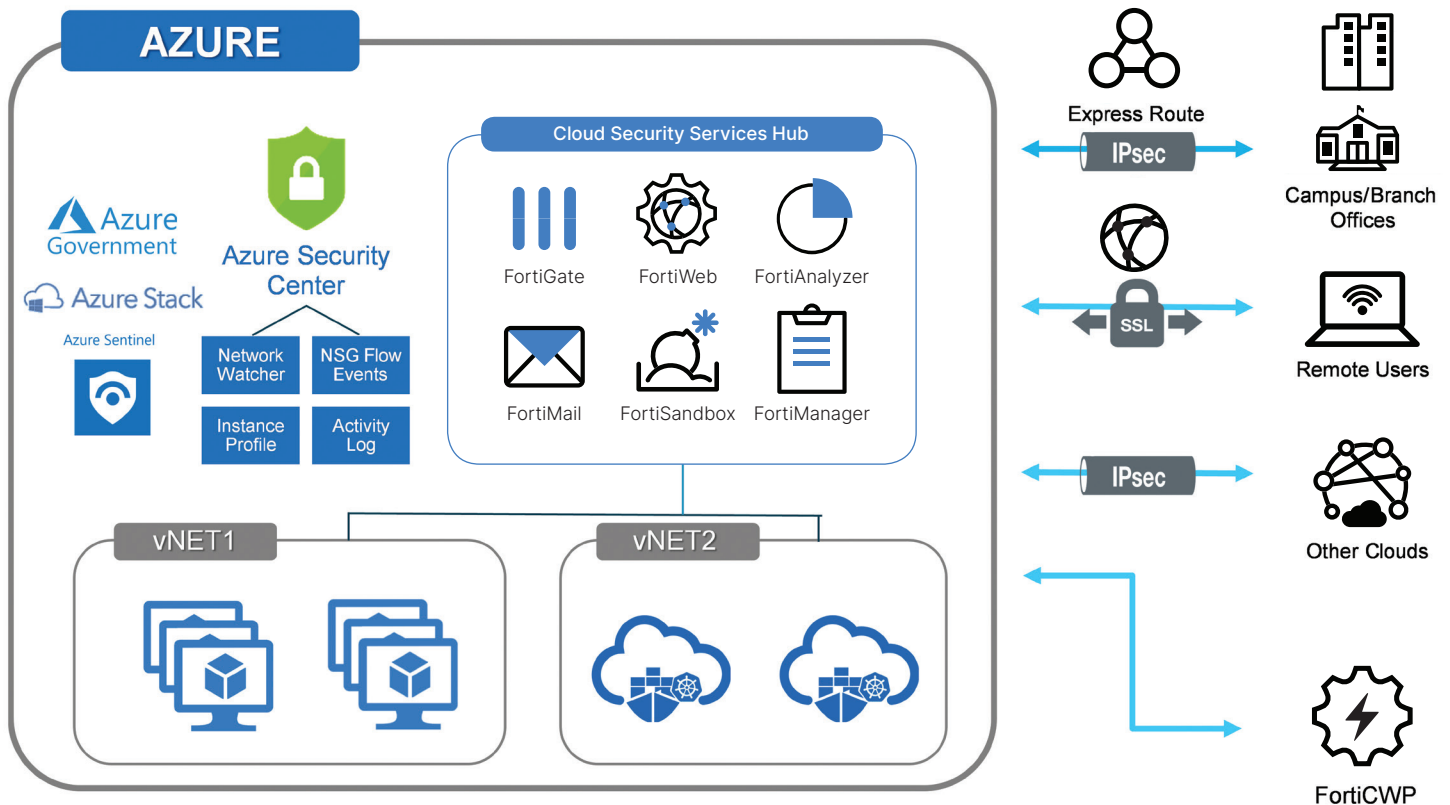 AZURE
Azure
Government
Azure Stack
Azure Sentinel
Azure Security
Center
Network
Watcher
NSG Flow
Events
Instance
Profile
Activity
Log
Cloud Security Services Hub
FortiGate
FortiWeb
FortiAnalyzer
FortiMail
FortiSandbox
FortiManager
vNET1
vNET2
Express Route
IPsec
Campus/Branch
Offices
SSL
Remote Users
IPsec
Other Clouds
FortiCWP